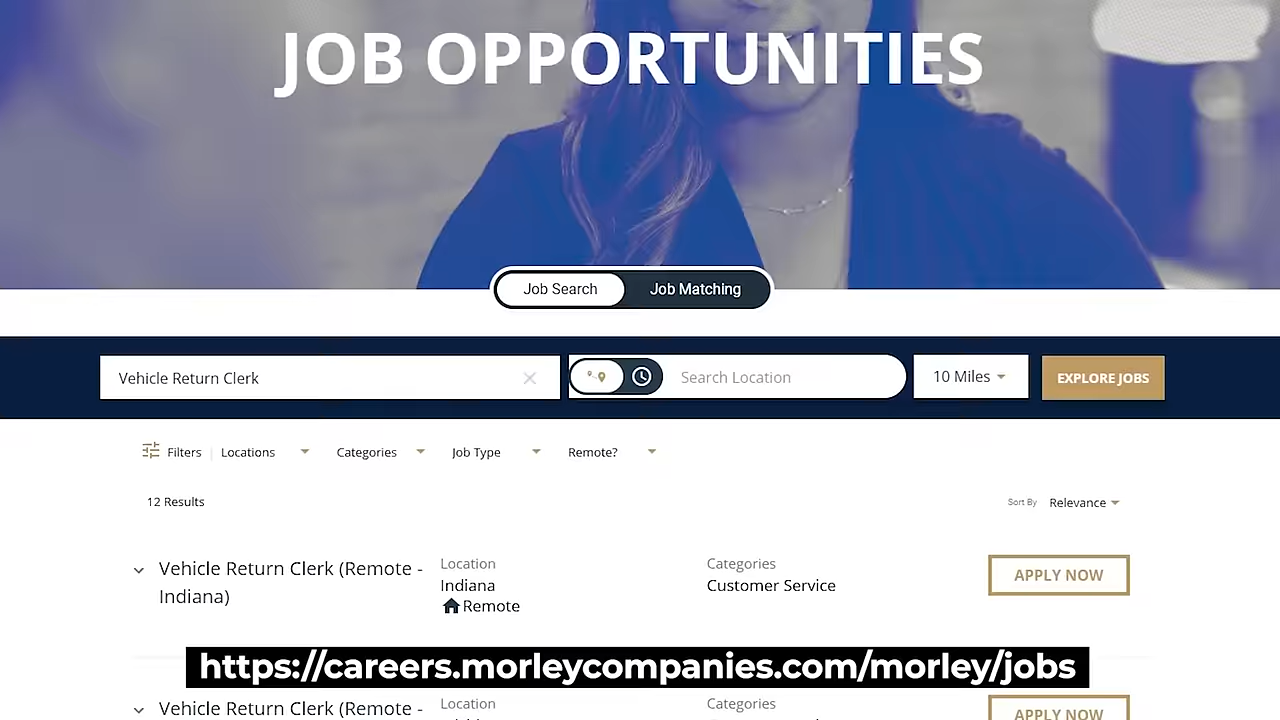 JOB OPPORTUNITIES
Job Search Job Matching
Vehicle Return Clerk Search Location 10 Miles EXPLORE JOBS
Filters Locations Categories Job Type Remote?
12 Results Sort By Relevance
Vehicle Return Clerk (Remote - Indiana)
Location
Indiana
Remote
Categories
Customer Service
APPLY NOW
https://careers.morleycompanies.com/morley/jobs
Vehicle Return Clerk (Remote - Location Categories APPLY NOW